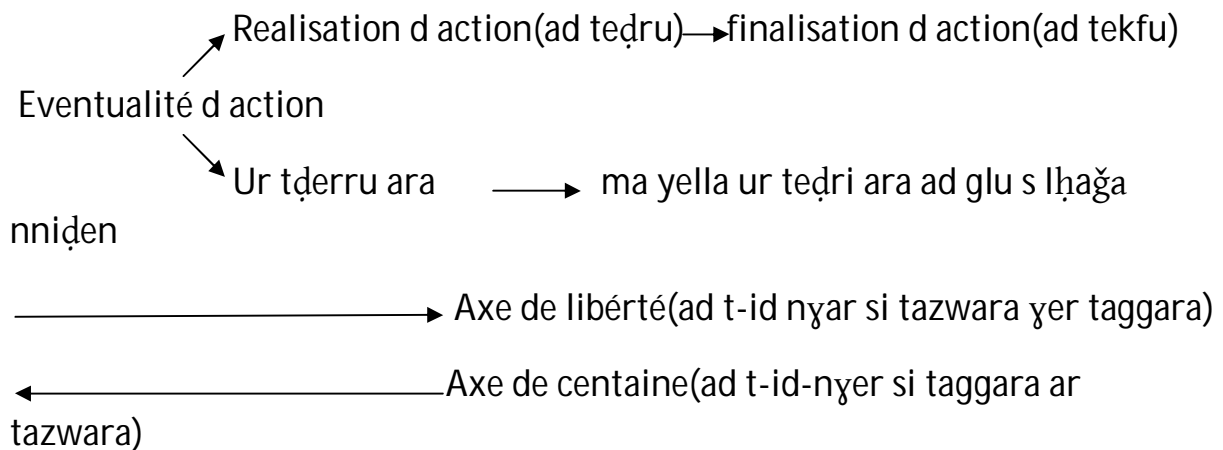 Realisation d action(ad teḍru) finalisation d action(ad tekfu)
Eventualité d action
Ur tḍerru ara ma yella ur teḍri ara ad glu s lḥağa
nniḍen
Axe de libérté(ad t-id nɣar si tazwara ɣer taggara)
Axe de centaine(ad t-id-nɣer si taggara ar
tazwara)